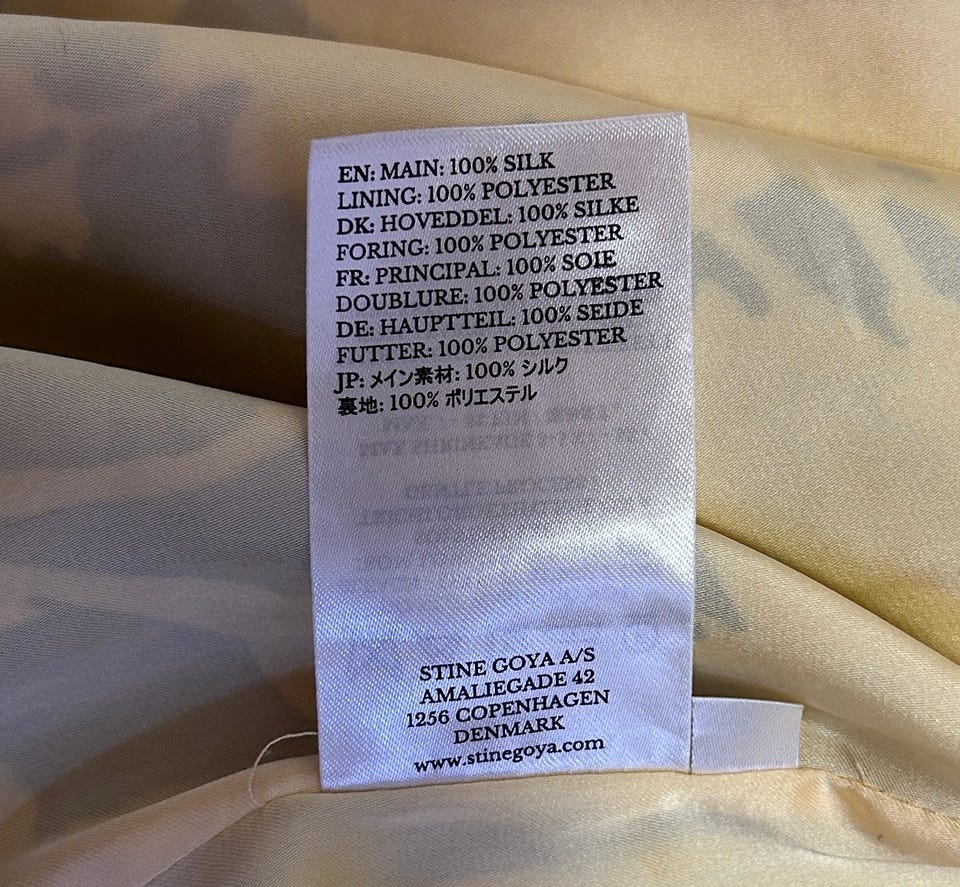 EN: MAIN: 100% SILK
LINING: 100% POLYESTER
DK: HOVEDDEL: 100% SILKE
FORING: 100% POLYESTER
FR: PRINCIPAL: 100% SOIE
DOUBLURE: 100% POLYESTER
DE: HAUPTTEIL: 100% SEIDE
FUTTER: 100% POLYESTER
JP: メイン素材: 100% シルク
裏地: 100% ポリエステル
STINE GOYA A/S
AMALIEGADE 42
1256 COPENHAGEN
DENMARK
www.stinegoya.com